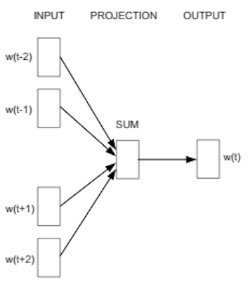 INPUT PROJECTION OUTPUT
w(t-2)
w(t-1)
SUM
w(t)
w(t+1)
w(t+2)